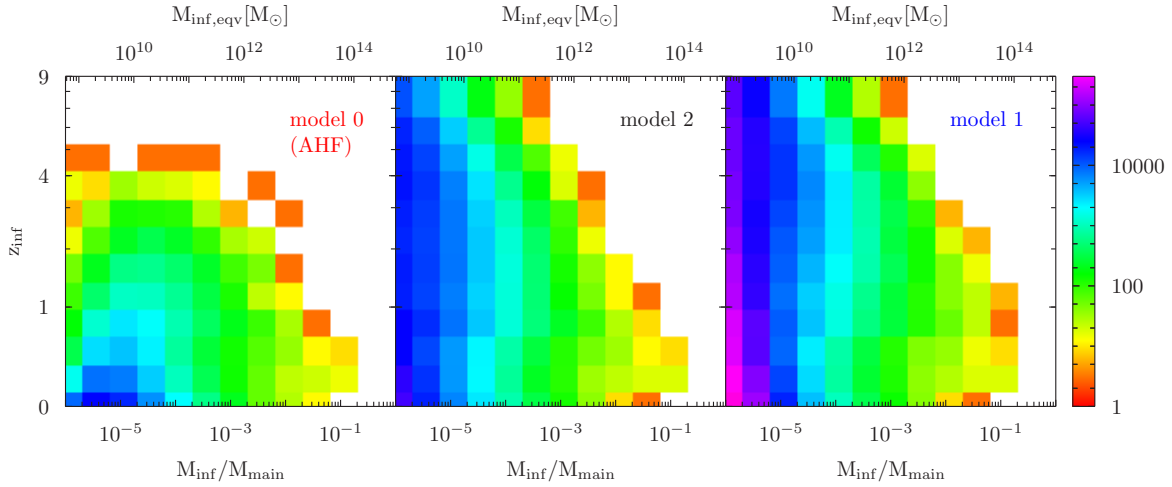 M_inf,eqv[M_⊙] M_inf,eqv[M_⊙] M_inf,eqv[M_⊙]
10^10 10^12 10^14 10^10 10^12 10^14 10^10 10^12 10^14
9
model 0 model 2 model 1
(AHF)
10000
4
z_inf
100
1
0 1
10^−5 10^−3 10^−1 10^−5 10^−3 10^−1 10^−5 10^−3 10^−1
M_inf/M_main M_inf/M_main M_inf/M_main